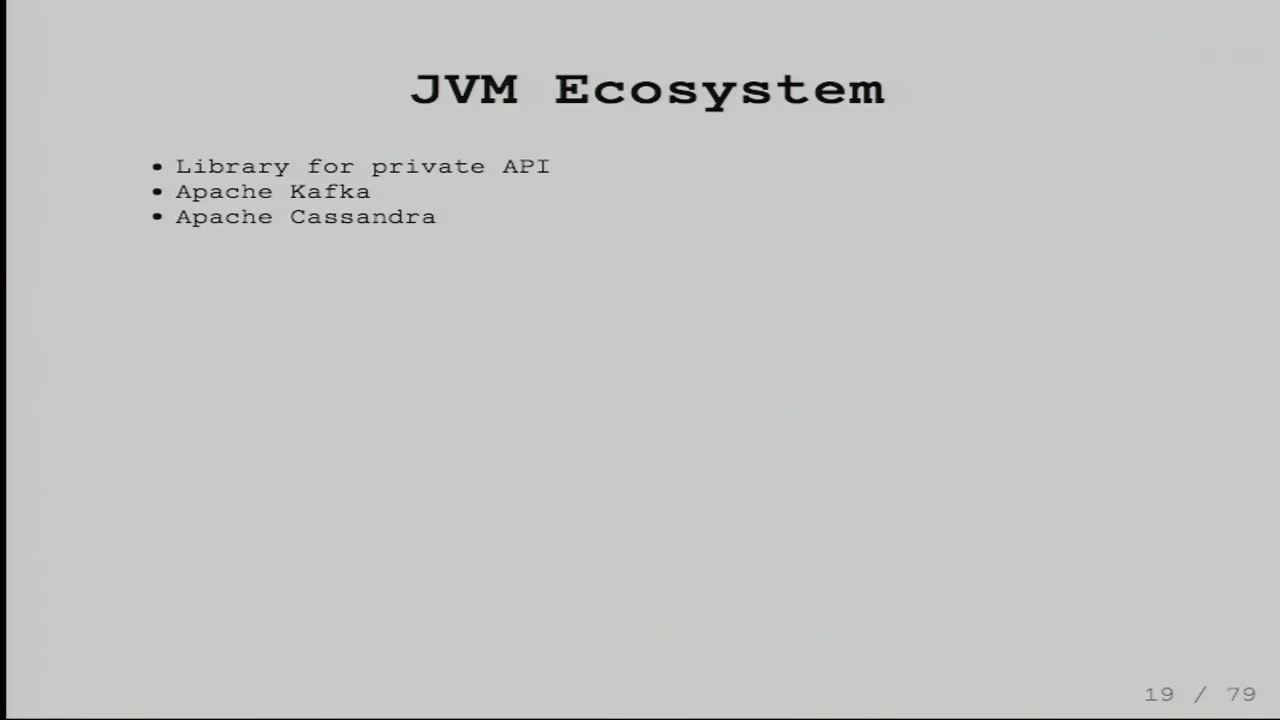 JVM Ecosystem
• Library for private API
• Apache Kafka
• Apache Cassandra
19 / 79